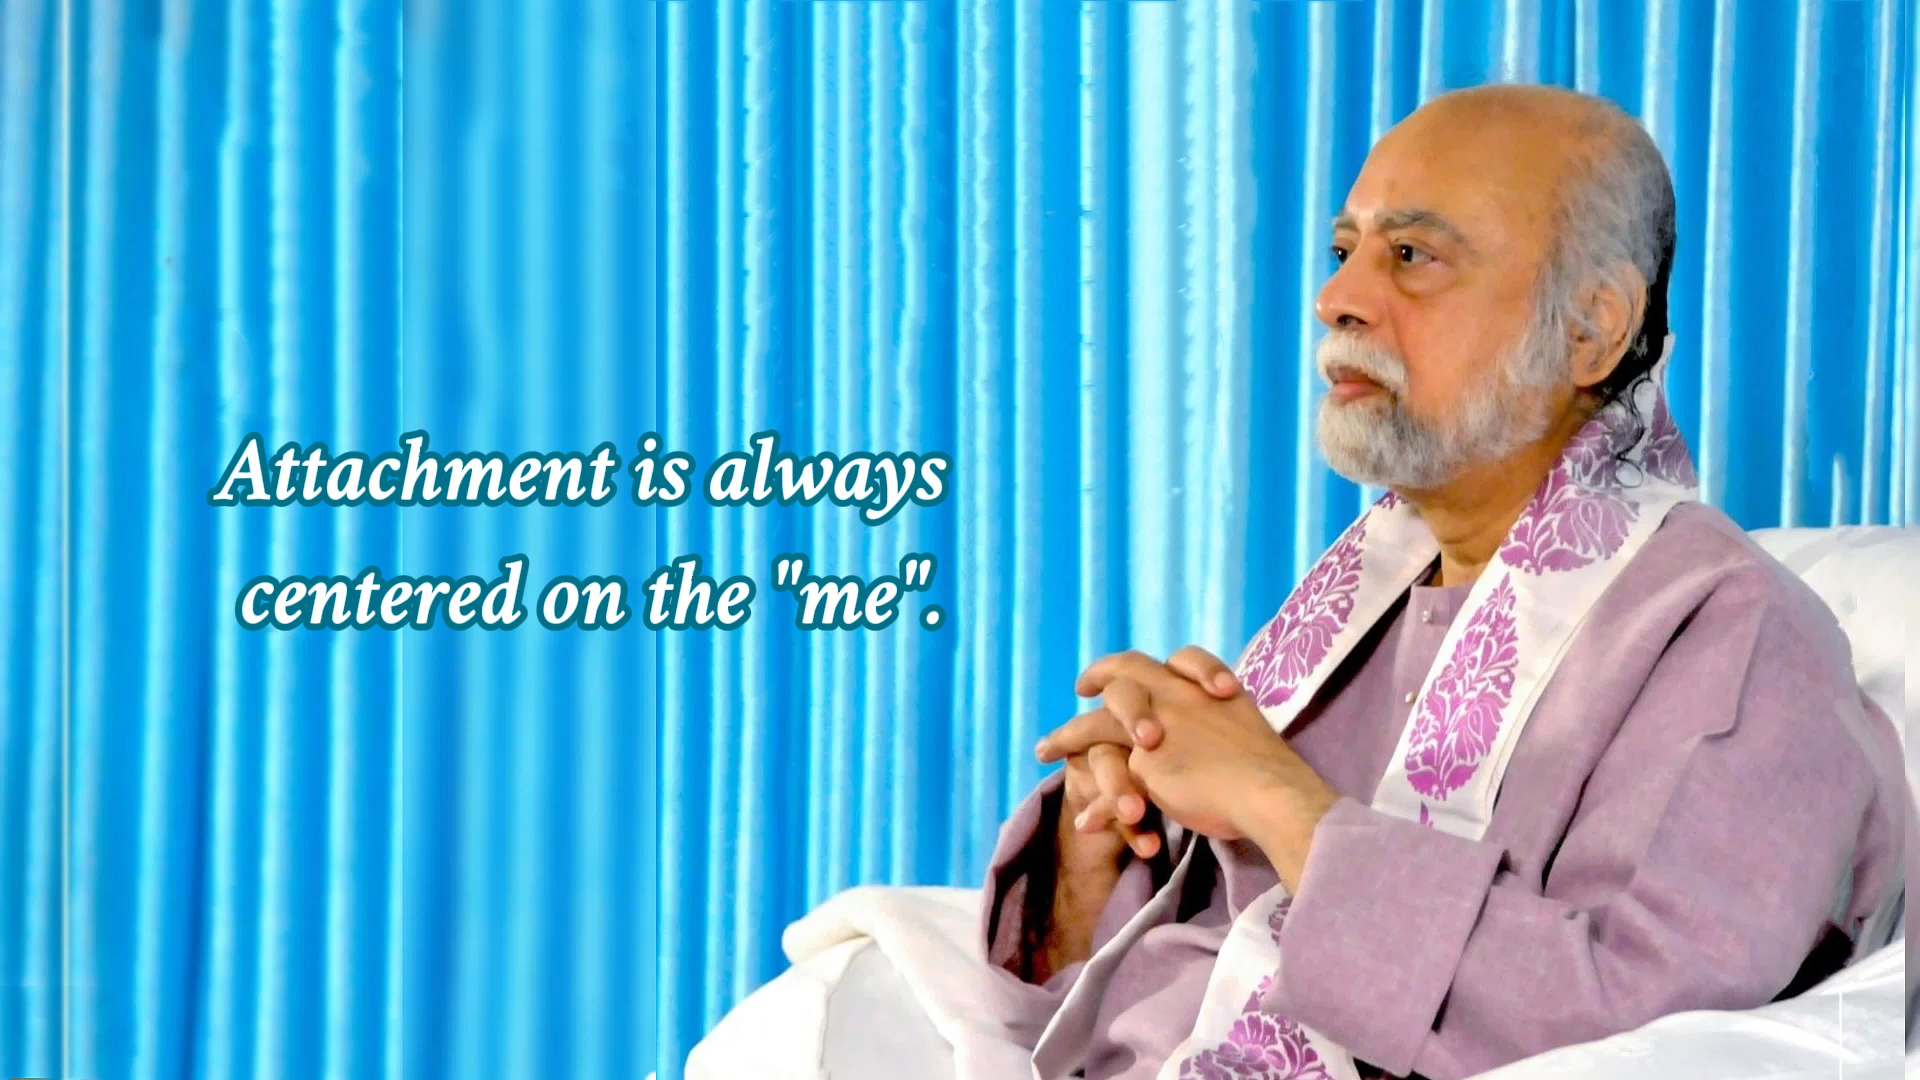 Attachment is always
centered on the "me".